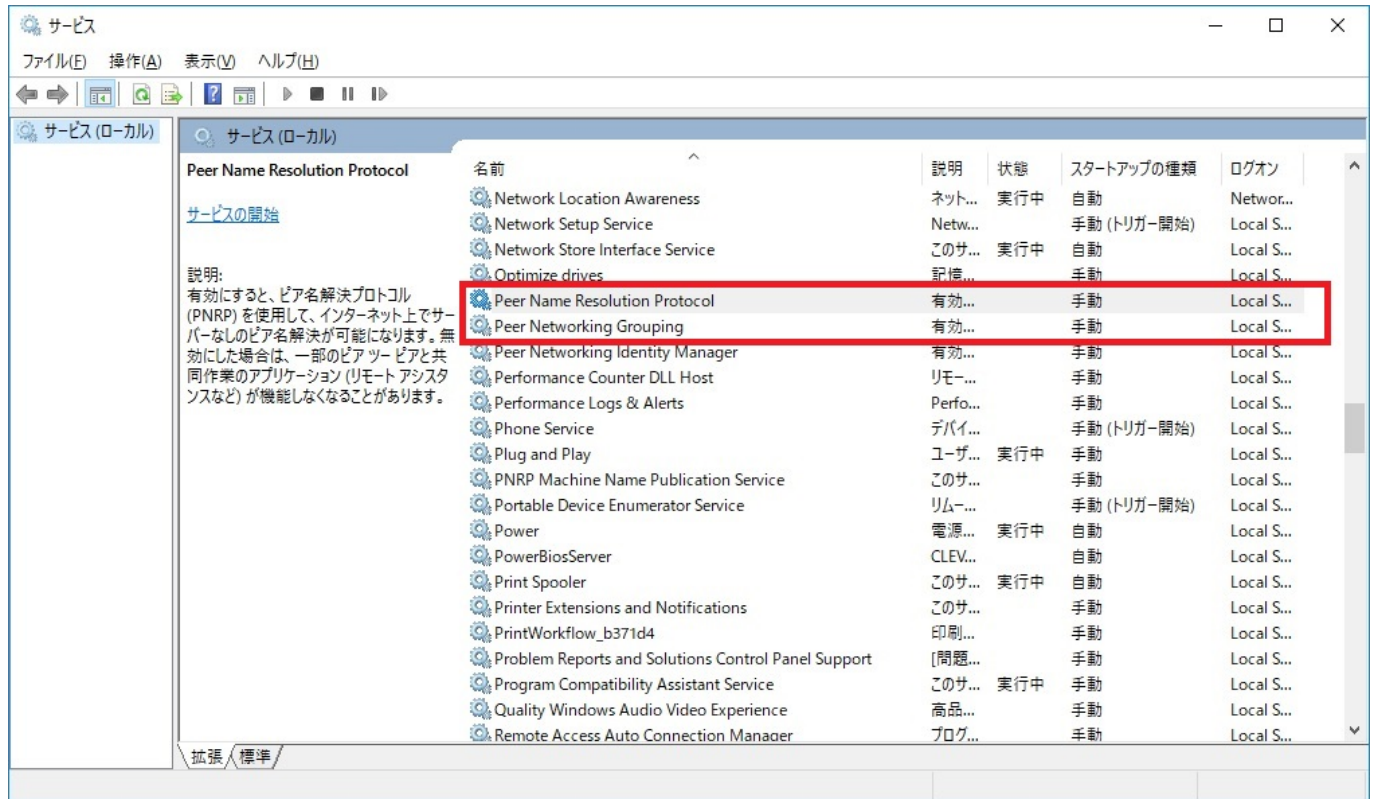 サービス
ファイル(F) 操作(A) 表示(V) ヘルプ(H)
サービス (ローカル)
サービス (ローカル)
Peer Name Resolution Protocol
サービスの開始
説明:
有効にすると、ピア名解決プロトコル
(PNRP) を使用して、インターネット上でサー
バーなしのピア名解決が可能になります。無
効にした場合は、一部のピア ツー ピアと共
同作業のアプリケーション (リモート アシスタ
ンスなど) が機能しなくなることがあります。
名前 説明 状態 スタートアップの種類 ログオン
Network Location Awareness ネット... 実行中 自動 Networ...
Network Setup Service Netw... 手動 (トリガー開始) Local S...
Network Store Interface Service このサ... 実行中 自動 Local S...
Optimize drives 記憶... 手動 Local S...
Peer Name Resolution Protocol 有効... 手動 Local S...
Peer Networking Grouping 有効... 手動 Local S...
Peer Networking Identity Manager 有効... 手動 Local S...
Performance Counter DLL Host リモー... 手動 Local S...
Performance Logs & Alerts Perfo... 手動 Local S...
Phone Service デバイ... 手動 (トリガー開始) Local S...
Plug and Play ユーザ... 実行中 手動 Local S...
PNRP Machine Name Publication Service このサ... 手動 Local S...
Portable Device Enumerator Service リムー... 手動 (トリガー開始) Local S...
Power 電源... 実行中 自動 Local S...
PowerBiosServer CLEV... 自動 Local S...
Print Spooler このサ... 実行中 自動 Local S...
Printer Extensions and Notifications このサ... 手動 Local S...
PrintWorkflow_b371d4 印刷... 手動 Local S...
Problem Reports and Solutions Control Panel Support [問題... 手動 Local S...
Program Compatibility Assistant Service このサ... 実行中 手動 Local S...
Quality Windows Audio Video Experience 高品... 手動 Local S...
Remote Access Auto Connection Manager プログ... 手動 Local S...
拡張 標準